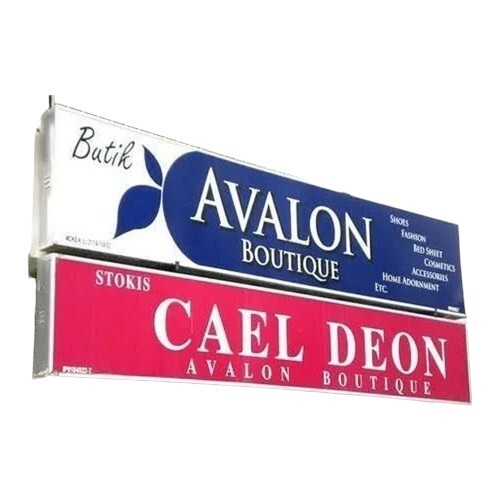 Butik
AVALON
BOUTIQUE
SHOES
FASHION
BED SHEET
COSMETICS
ACCESSORIES
HOME ADORNMENT
ETC.
STOKIS
CAEL DEON
AVALON BOUTIQUE